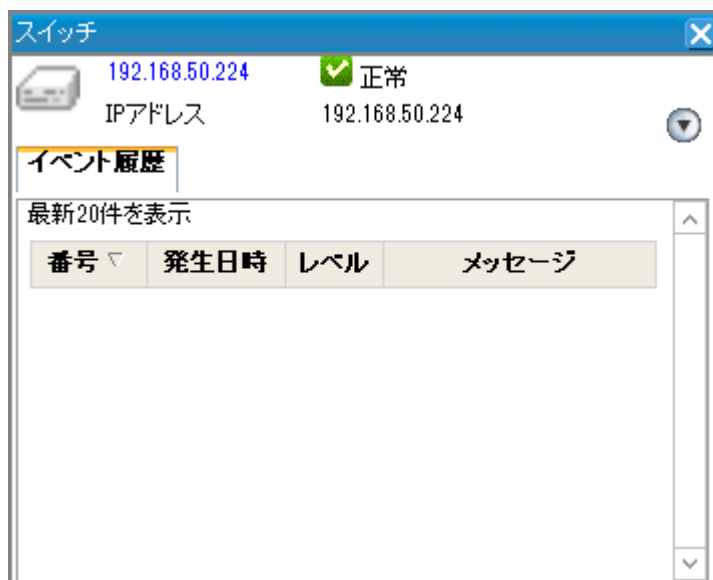 スイッチ
192.168.50.224 正常
IPアドレス 192.168.50.224
イベント履歴
最新20件を表示
番号 発生日時 レベル メッセージ